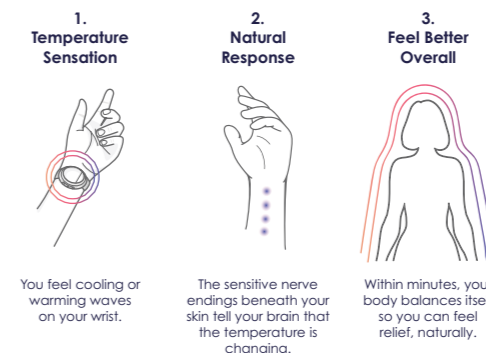 1.
Temperature
Sensation
You feel cooling or
warming waves
on your wrist.
2.
Natural
Response
The sensitive nerve
endings beneath your
skin tell your brain that
the temperature is
changing.
3.
Feel Better
Overall
Within minutes, you
body balances itse
so you can feel
relief, naturally.